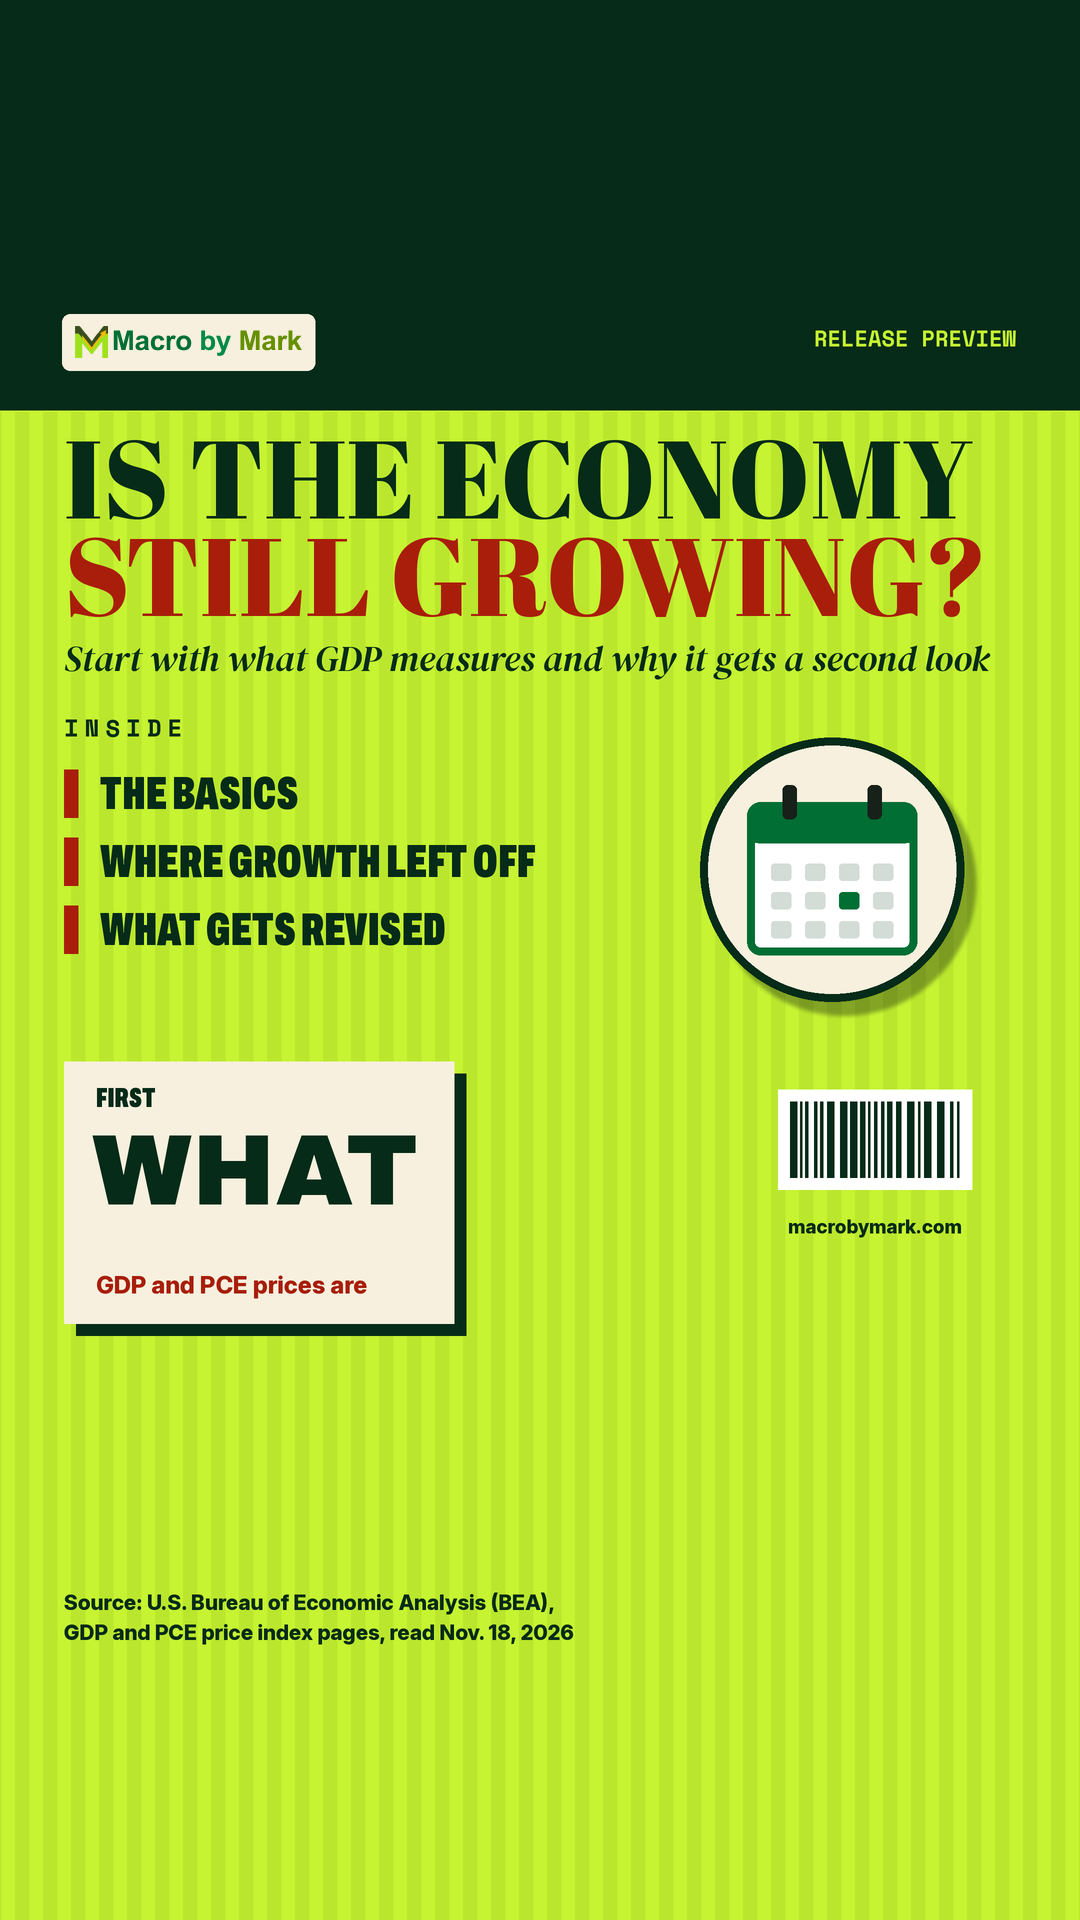 Macro by Mark
RELEASE PREVIEW
IS THE ECONOMY
STILL GROWING?
Start with what GDP measures and why it gets a second look
INSIDE
THE BASICS
WHERE GROWTH LEFT OFF
WHAT GETS REVISED
FIRST
WHAT
GDP and PCE prices are
macrobymark.com
Source: U.S. Bureau of Economic Analysis (BEA),
GDP and PCE price index pages, read Nov. 18, 2026